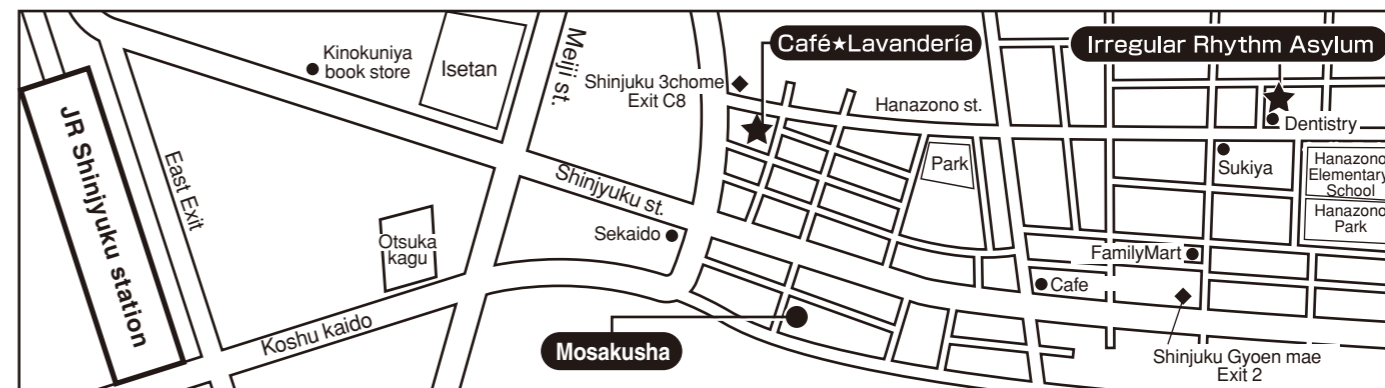 JR Shinjyuku station
East Exit
Kinokuniya
book store
Isetan
Meiji st.
Shinjyuku st.
Otsuka
kagu
Koshu kaido
Sekaido
Mosakusha
Café★Lavandería
Shinjuku 3chome
Exit C8
Hanazono st.
Park
Irregular Rhythm Asylum
Dentistry
Sukiya
Hanazono
Elementary
School
Hanazono
Park
FamilyMart
Cafe
Shinjuku Gyoen mae
Exit 2